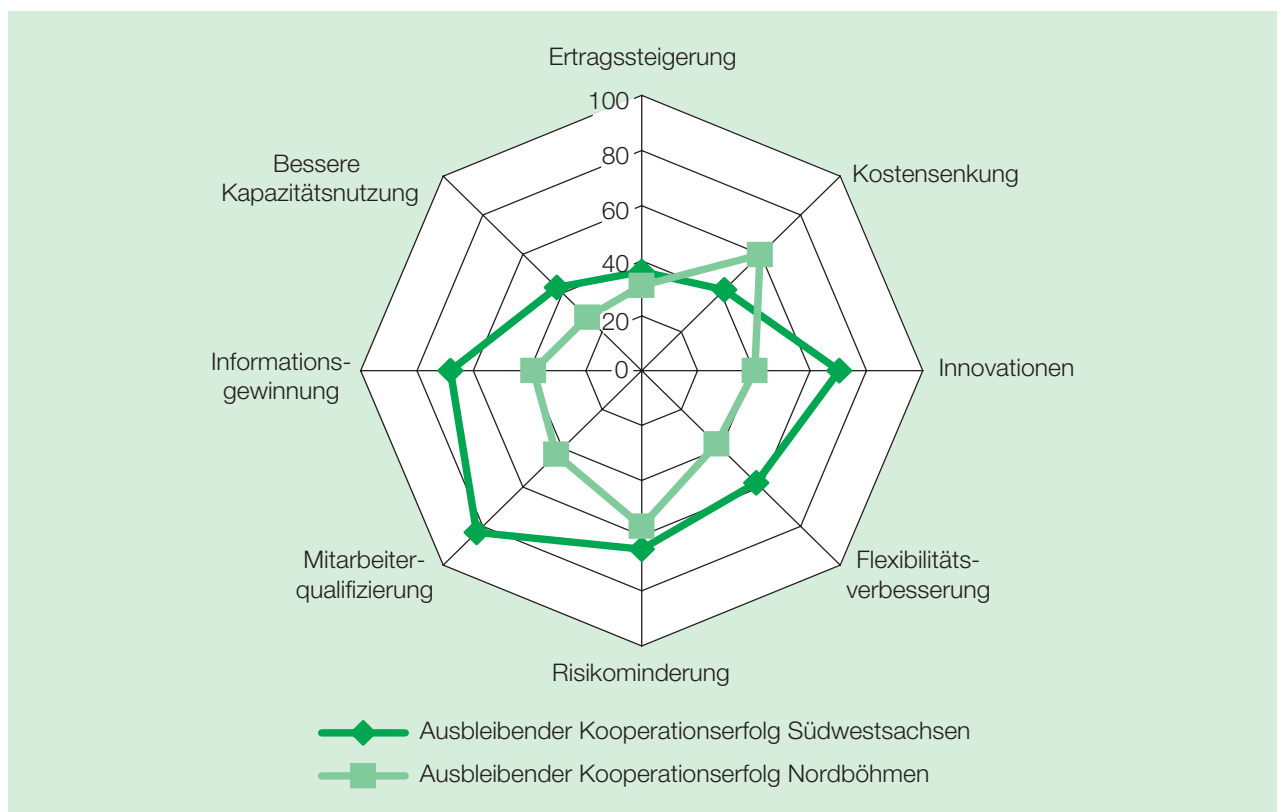 Ertragssteigerung
100
80
60
40
20
0
Kostensenkung
Innovationen
Flexibilitäts-
verbesserung
Risikominderung
Mitarbeiter-
qualifizierung
Informations-
gewinnung
Bessere
Kapazitätsnutzung
Ausbleibender Kooperationserfolg Südwestsachsen
Ausbleibender Kooperationserfolg Nordböhmen